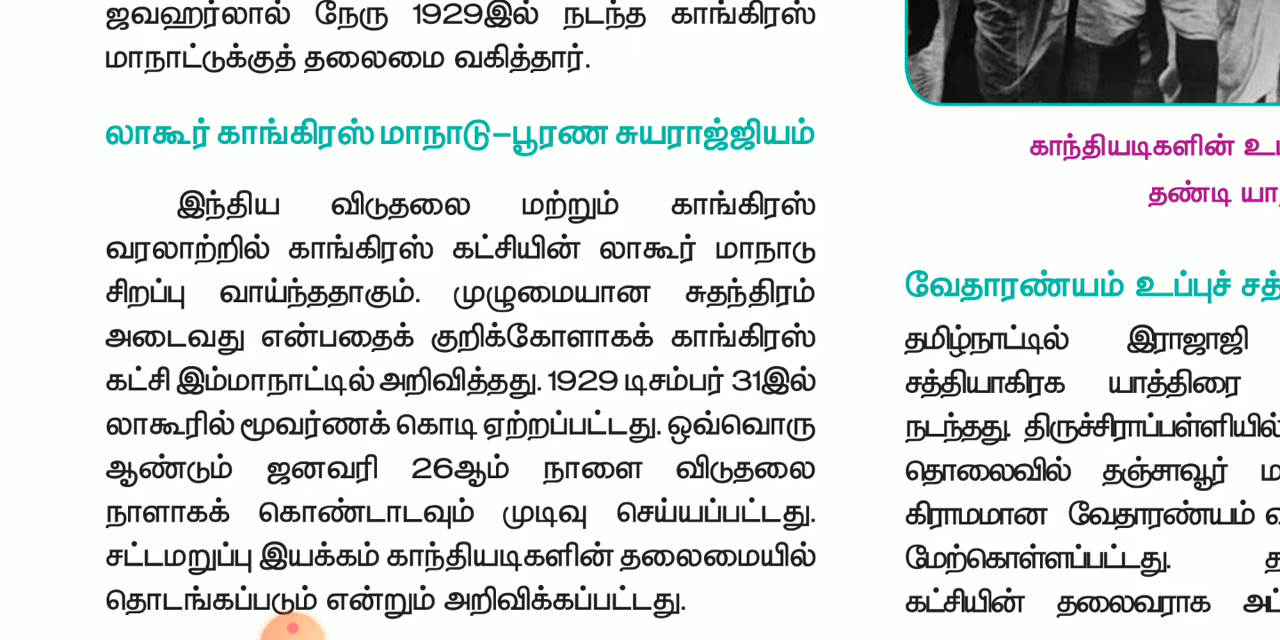 ஜவஹர்லால் நேரு 1929இல் நடந்த காங்கிரஸ்
மாநாட்டுக்குத் தலைமை வகித்தார்.
லாகூர் காங்கிரஸ் மாநாடு–பூரண சுயராஜ்ஜியம்
இந்திய விடுதலை மற்றும் காங்கிரஸ்
வரலாற்றில் காங்கிரஸ் கட்சியின் லாகூர் மாநாடு
சிறப்பு வாய்ந்ததாகும். முழுமையான சுதந்திரம்
அடைவது என்பதைக் குறிக்கோளாகக் காங்கிரஸ்
கட்சி இம்மாநாட்டில் அறிவித்தது. 1929 டிசம்பர் 31இல்
லாகூரில் மூவர்ணக் கொடி ஏற்றப்பட்டது. ஒவ்வொரு
ஆண்டும் ஜனவரி 26ஆம் நாளை விடுதலை
நாளாகக் கொண்டாடவும் முடிவு செய்யப்பட்டது.
சட்டமறுப்பு இயக்கம் காந்தியடிகளின் தலைமையில்
தொடங்கப்படும் என்றும் அறிவிக்கப்பட்டது.
காந்தியடிகளின்
தண்டி
வேதாரண்யம் உப்புச்
தமிழ்நாட்டில் இராஜாஜி
சத்தியாகிரக யாத்திரை
நடந்தது. திருச்சிராப்பள்ளியில்
தொலைவில் தஞ்சாவூர்
கிராமமான வேதாரண்யம்
மேற்கொள்ளப்பட்டது.
கட்சியின் தலைவராக